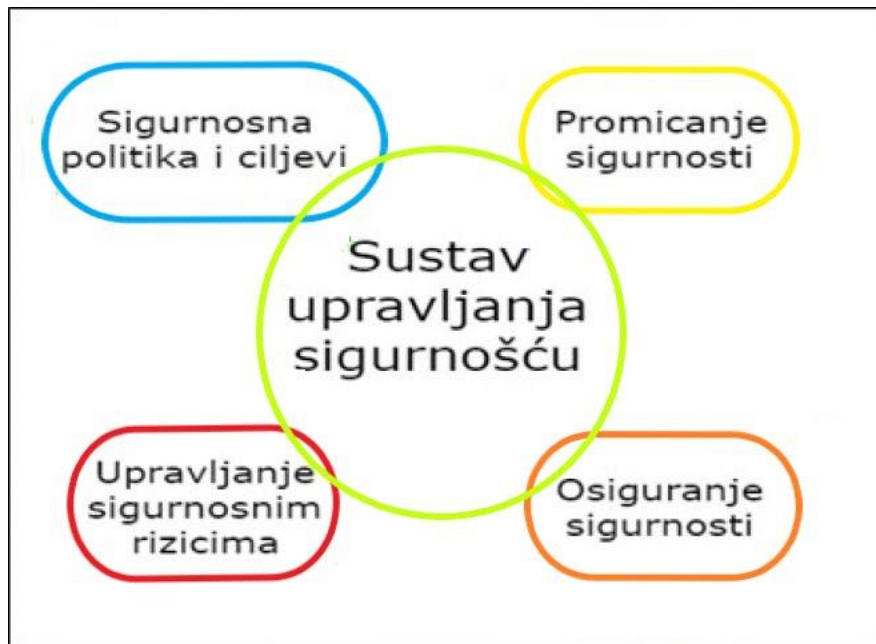 Sigurnosna
politika i ciljevi
Promicanje
sigurnosti
Sustav
upravljanja
sigurnošću
Upravljanje
sigurnosnim
rizicima
Osiguranje
sigurnosti